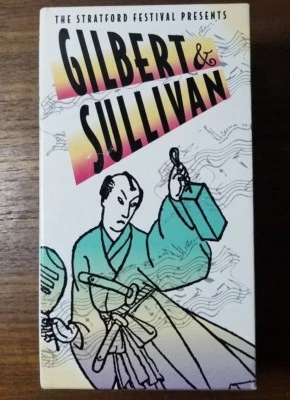 THE STRATFORD FESTIVAL PRESENTS
GILBERT &
SULLIVAN